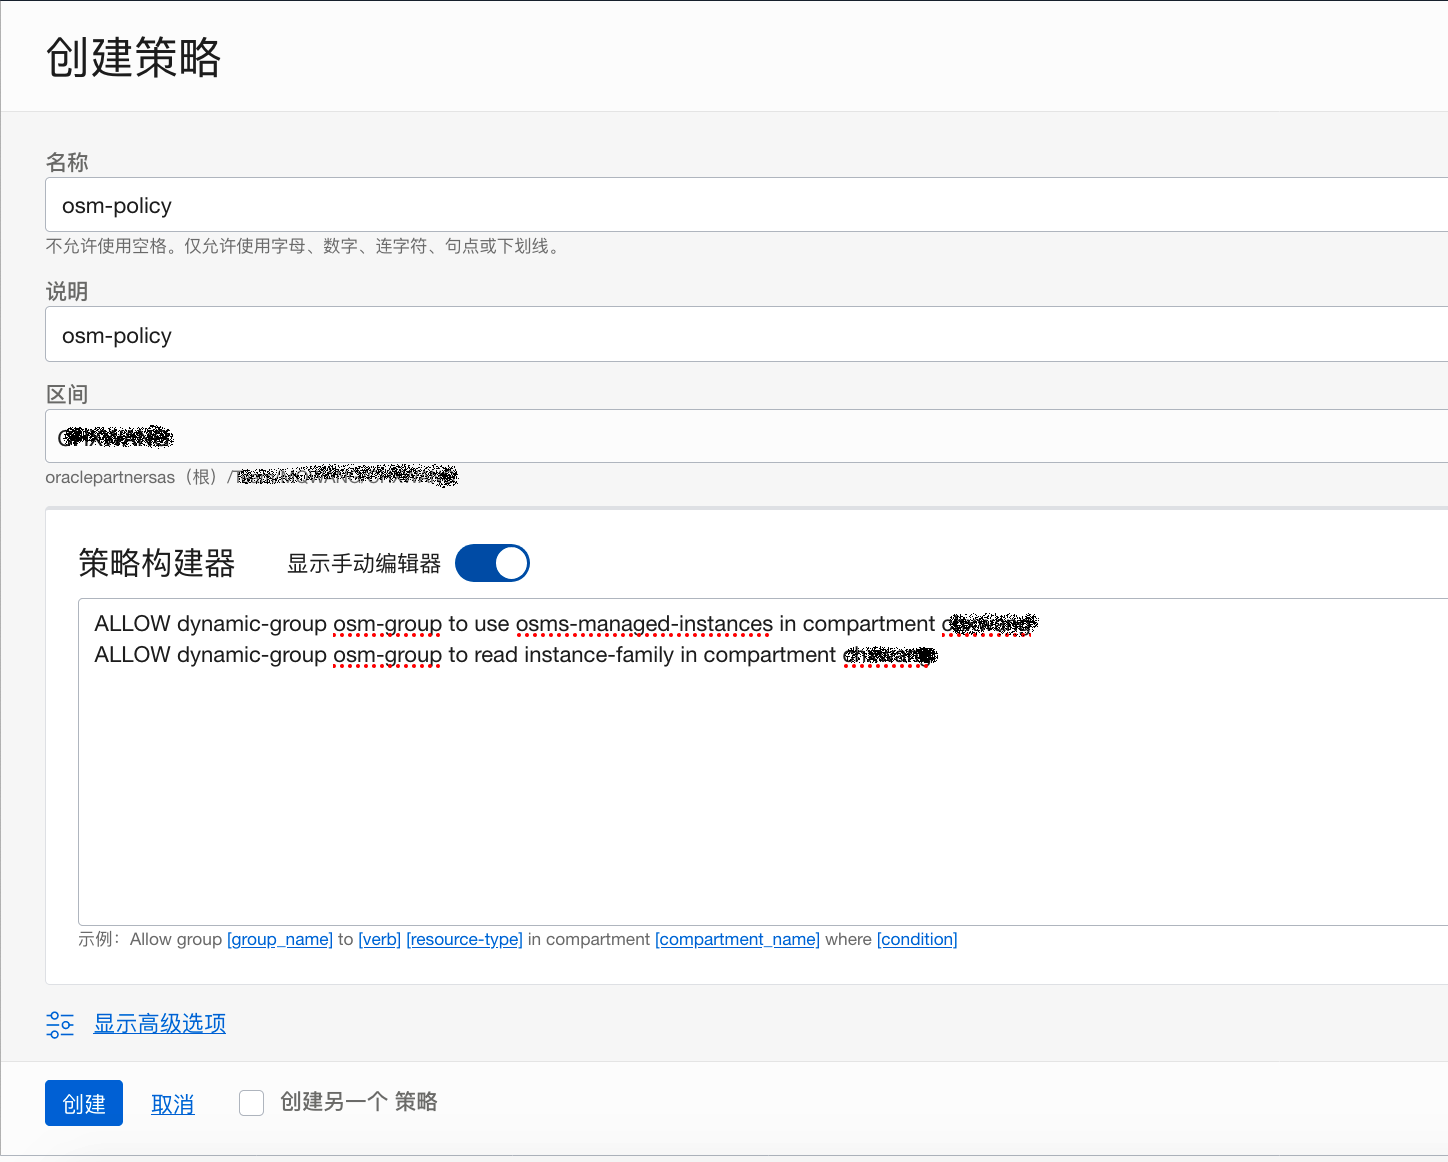 创建策略
名称
osm-policy
不允许使用空格。仅允许使用字母、数字、连字符、句点或下划线。
说明
osm-policy
区间
oraclepartnersas（根）/
策略构建器 显示手动编辑器
ALLOW dynamic-group osm-group to use osms-managed-instances in compartment
ALLOW dynamic-group osm-group to read instance-family in compartment
示例：Allow group [group_name] to [verb] [resource-type] in compartment [compartment_name] where [condition]
显示高级选项
创建 取消 创建另一个 策略